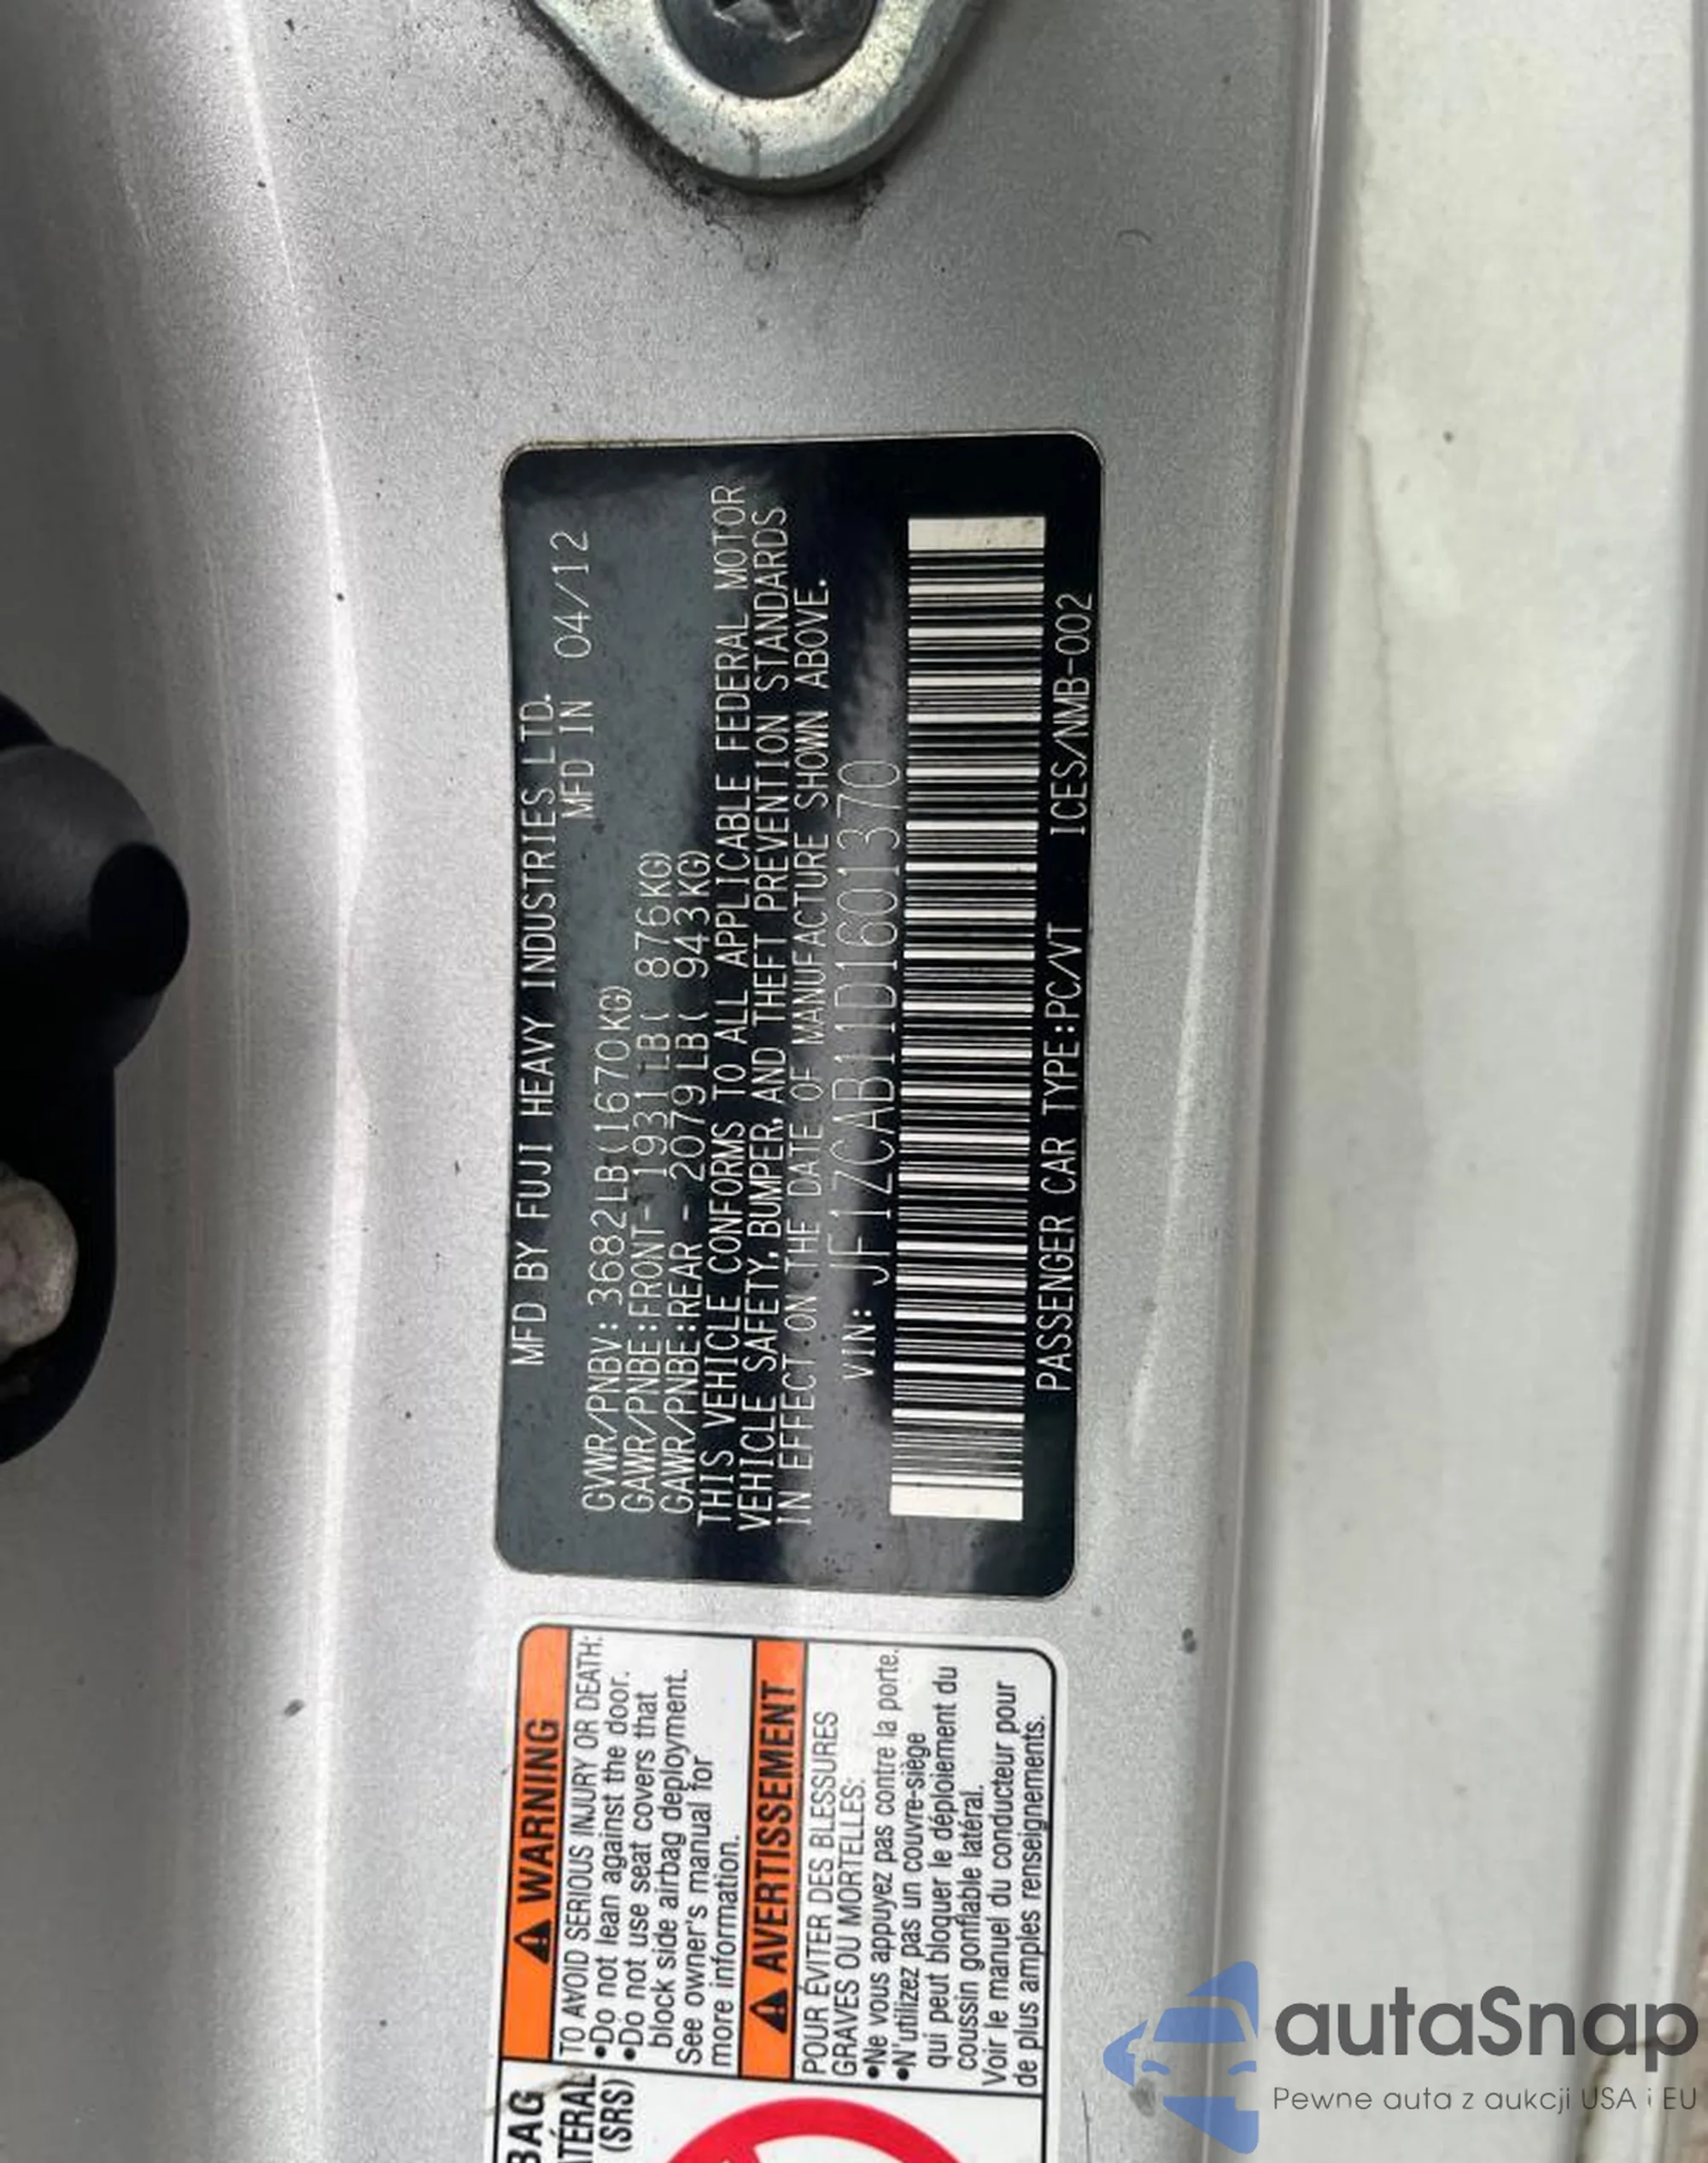 MFD BY FUJI HEAVY INDUSTRIES LTD.
MFD IN 04/12
GVWR/PNBV: 3682LB(1670KG)
GAWR/PNBE:FRONT- 1931LB( 876KG)
GAWR/PNBE:REAR - 2079LB( 943KG)
THIS VEHICLE CONFORMS TO ALL APPLICABLE FEDERAL MOTOR
VEHICLE SAFETY, BUMPER, AND THEFT PREVENTION STANDARDS
IN EFFECT ON THE DATE OF MANUFACTURE SHOWN ABOVE.
VIN: JF1ZCAB11D1601370
PASSENGER CAR TYPE:PC/VT ICES/NMB-002
WARNING
TO AVOID SERIOUS INJURY OR DEATH:
•Do not lean against the door.
•Do not use seat covers that
block side airbag deployment.
See owner's manual for
more information.
AVERTISSEMENT
POUR ÉVITER DES BLESSURES
GRAVES OU MORTELLES:
•Ne vous appuyez pas contre la porte.
•N'utilizez pas un couvre-siège
qui peut bloquer le déploiement du
coussin gonflable latéral.
Voir le manuel du conducteur pour
de plus amples renseignements.
BAG
ATÉRAL
(SRS)
autaSnap
Pewne auta z aukcji USA i EU